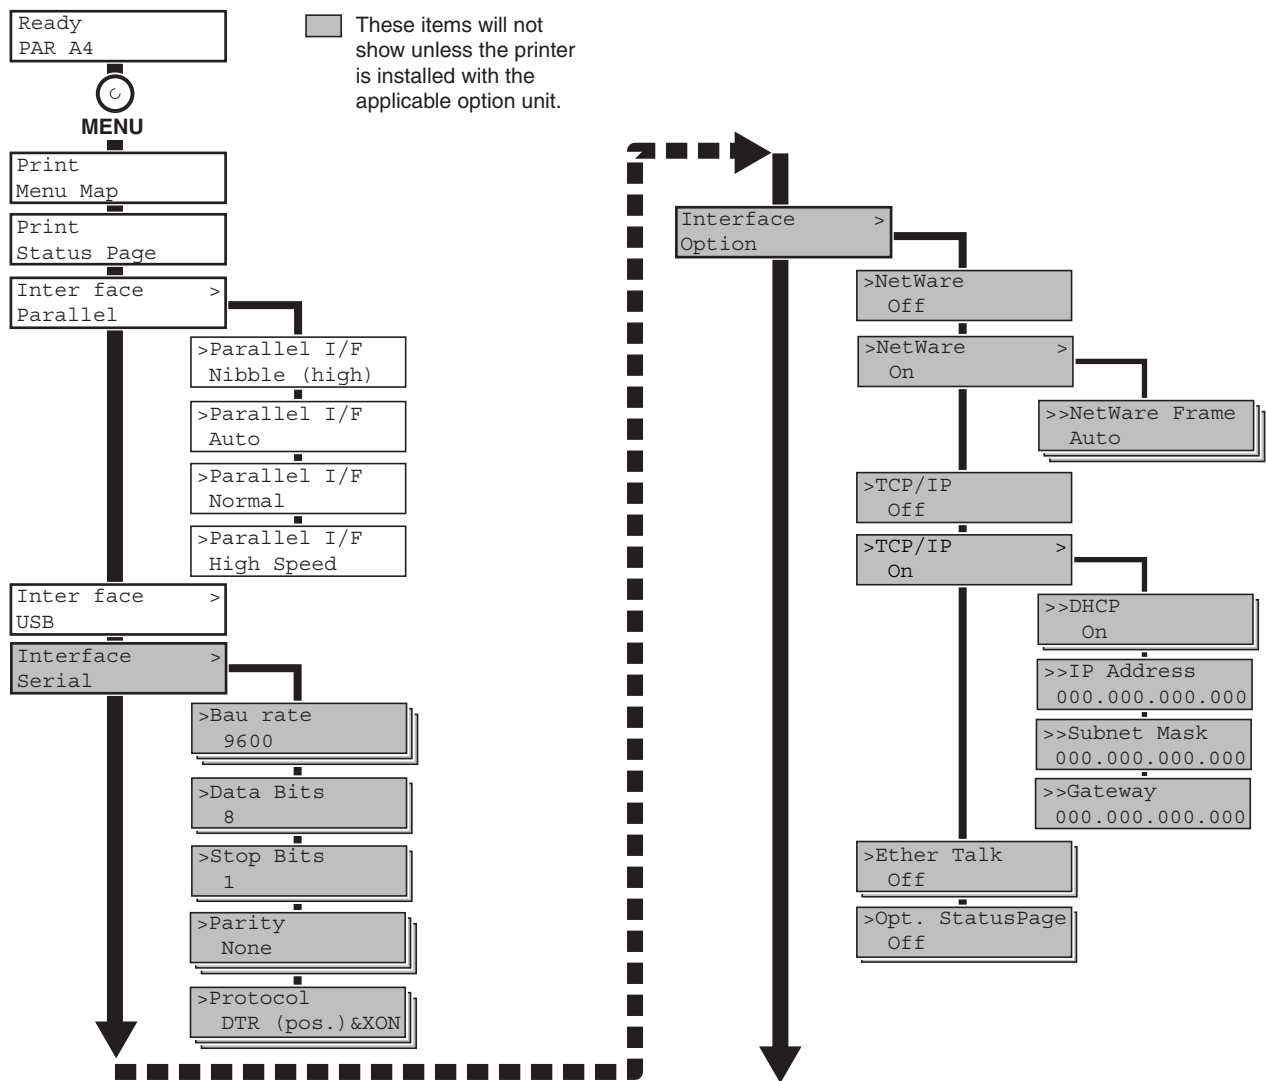 Ready
PAR A4
These items will not
show unless the printer
is installed with the
applicable option unit.
MENU
Print
Menu Map
Print
Status Page
Inter face >
Parallel
>Parallel I/F
Nibble (high)
>Parallel I/F
Auto
>Parallel I/F
Normal
>Parallel I/F
High Speed
Inter face >
USB
Interface >
Serial
>Bau rate
9600
>Data Bits
8
>Stop Bits
1
>Parity
None
>Protocol
DTR (pos.)&XON
Interface >
Option
>NetWare
Off
>NetWare >
On
>>NetWare Frame
Auto
>TCP/IP
Off
>TCP/IP >
On
>>DHCP
On
>>IP Address
000.000.000.000
>>Subnet Mask
000.000.000.000
>>Gateway
000.000.000.000
>Ether Talk
Off
>Opt. StatusPage
Off